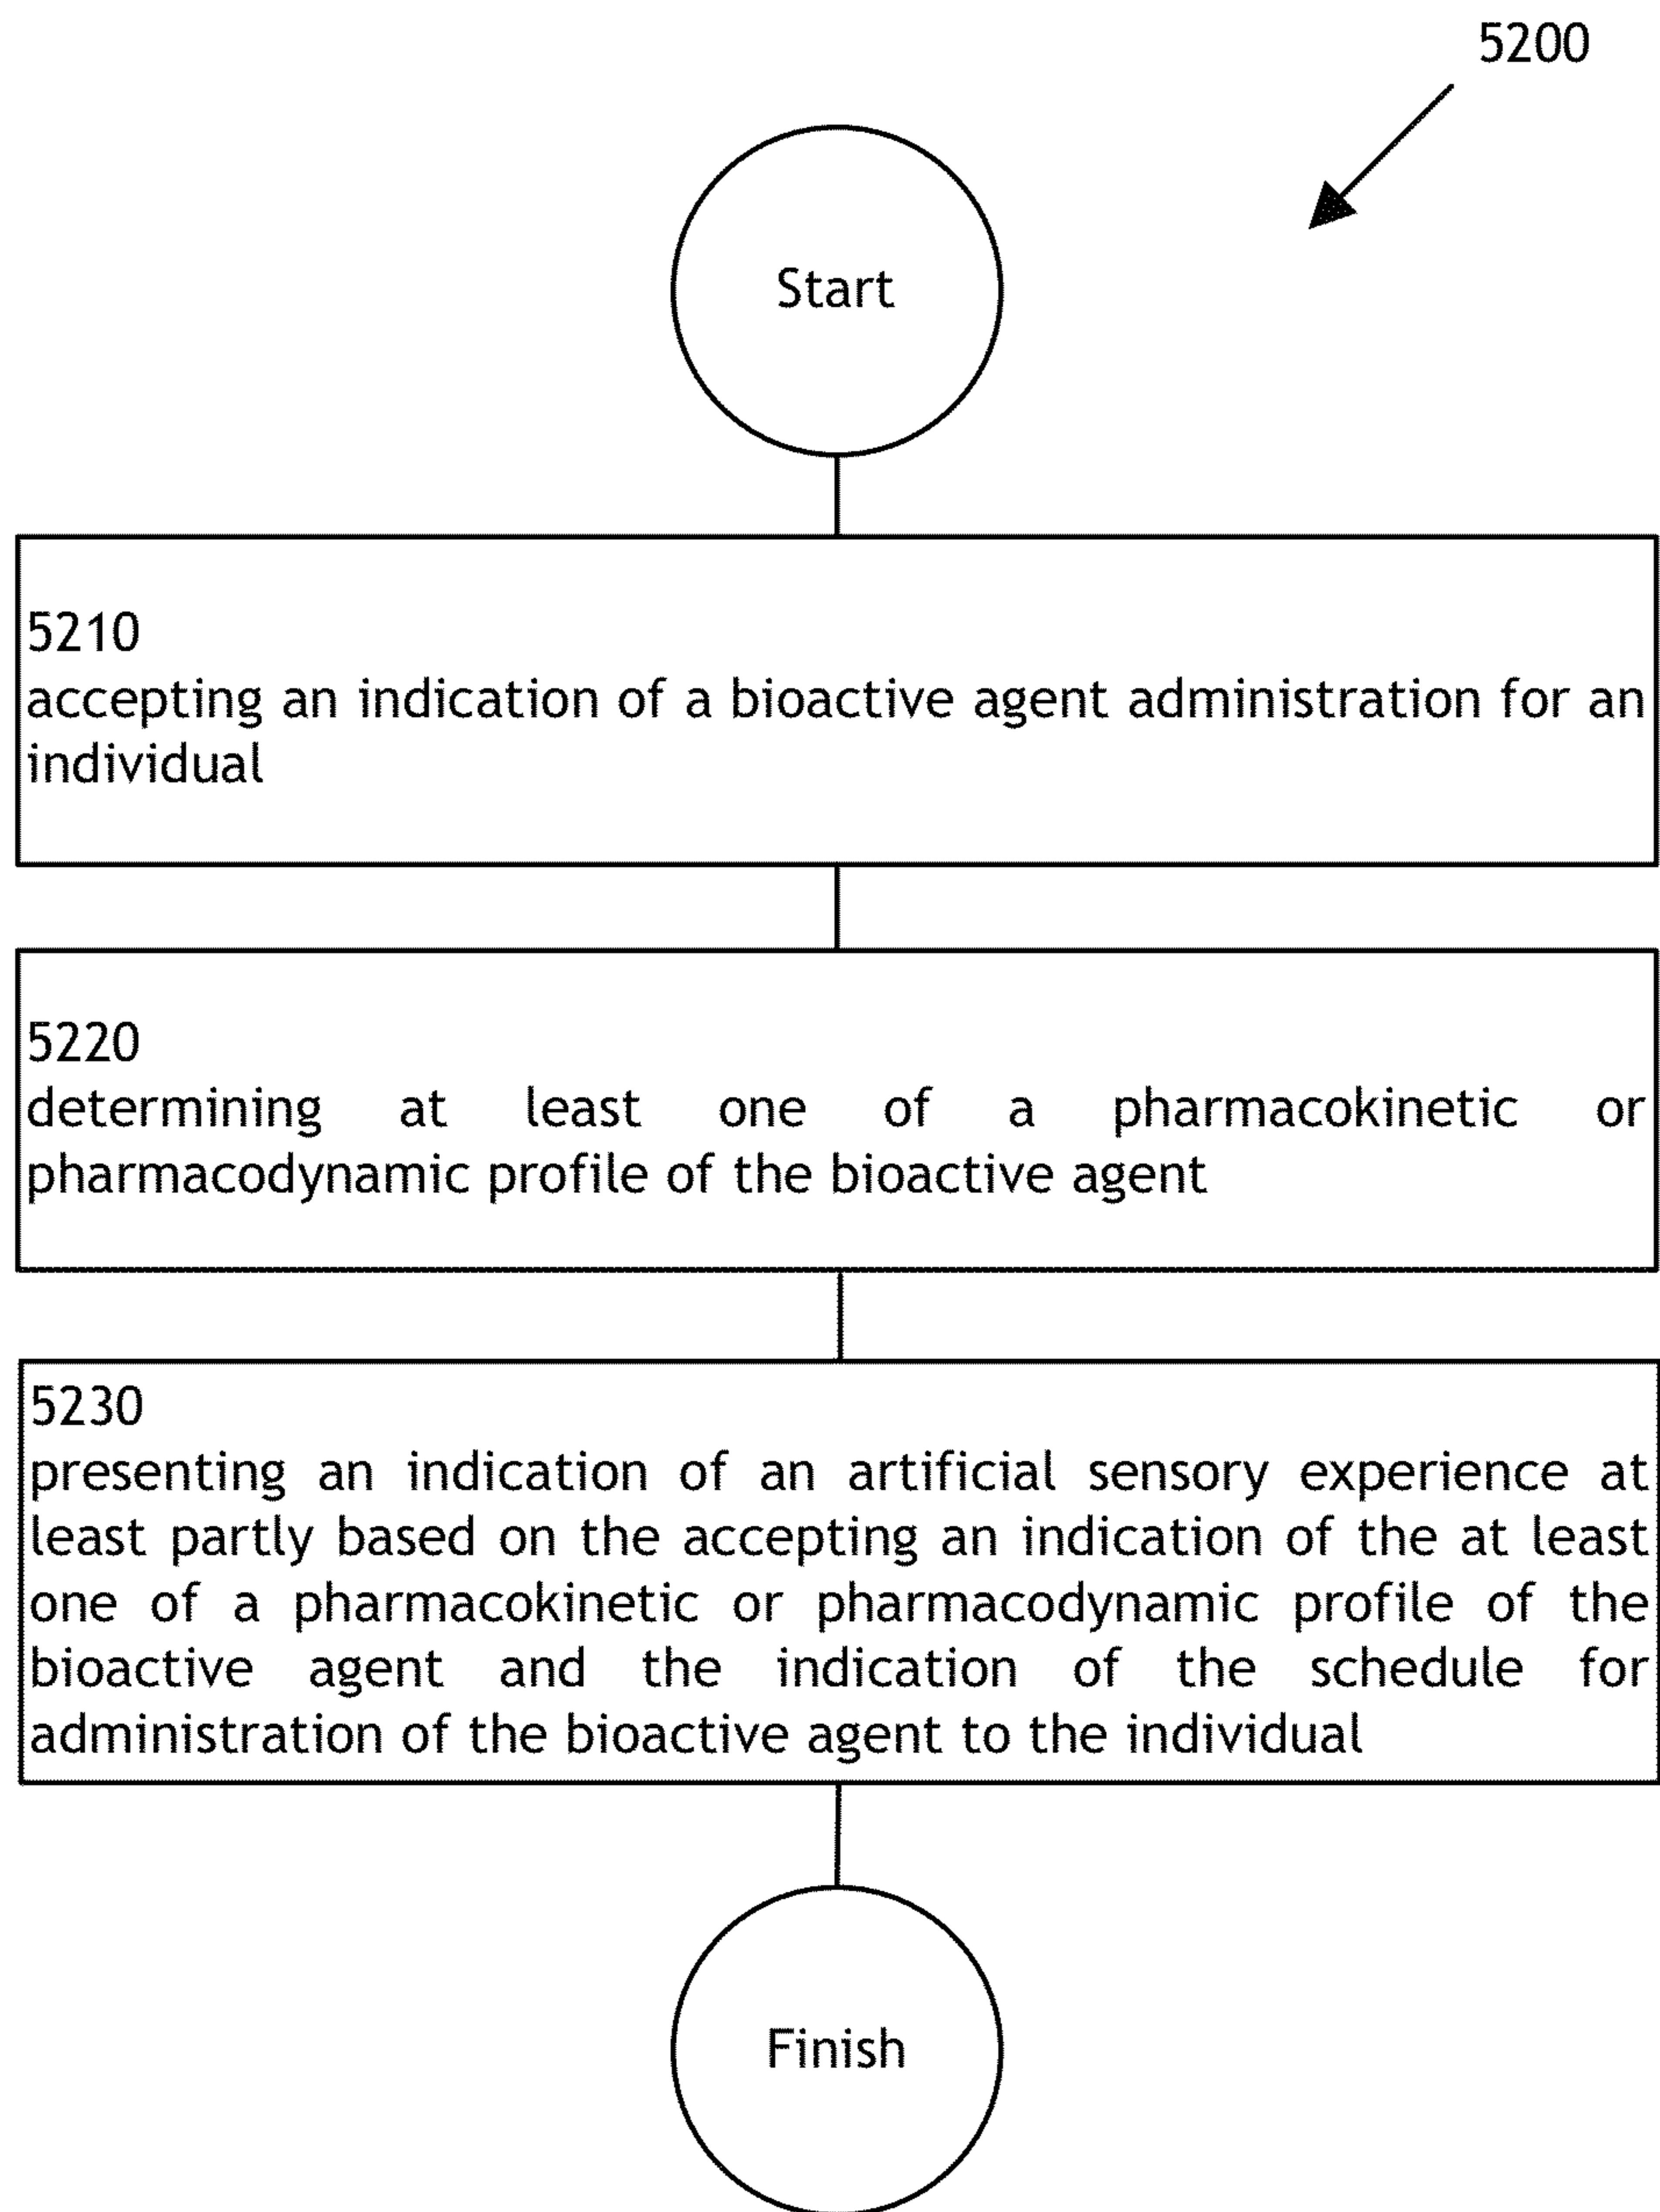 5200
Start
5210
accepting an indication of a bioactive agent administration for an
individual
5220
determining at least one of a pharmacokinetic or
pharmacodynamic profile of the bioactive agent
5230
presenting an indication of an artificial sensory experience at
least partly based on the accepting an indication of the at least
one of a pharmacokinetic or pharmacodynamic profile of the
bioactive agent and the indication of the schedule for
administration of the bioactive agent to the individual
Finish